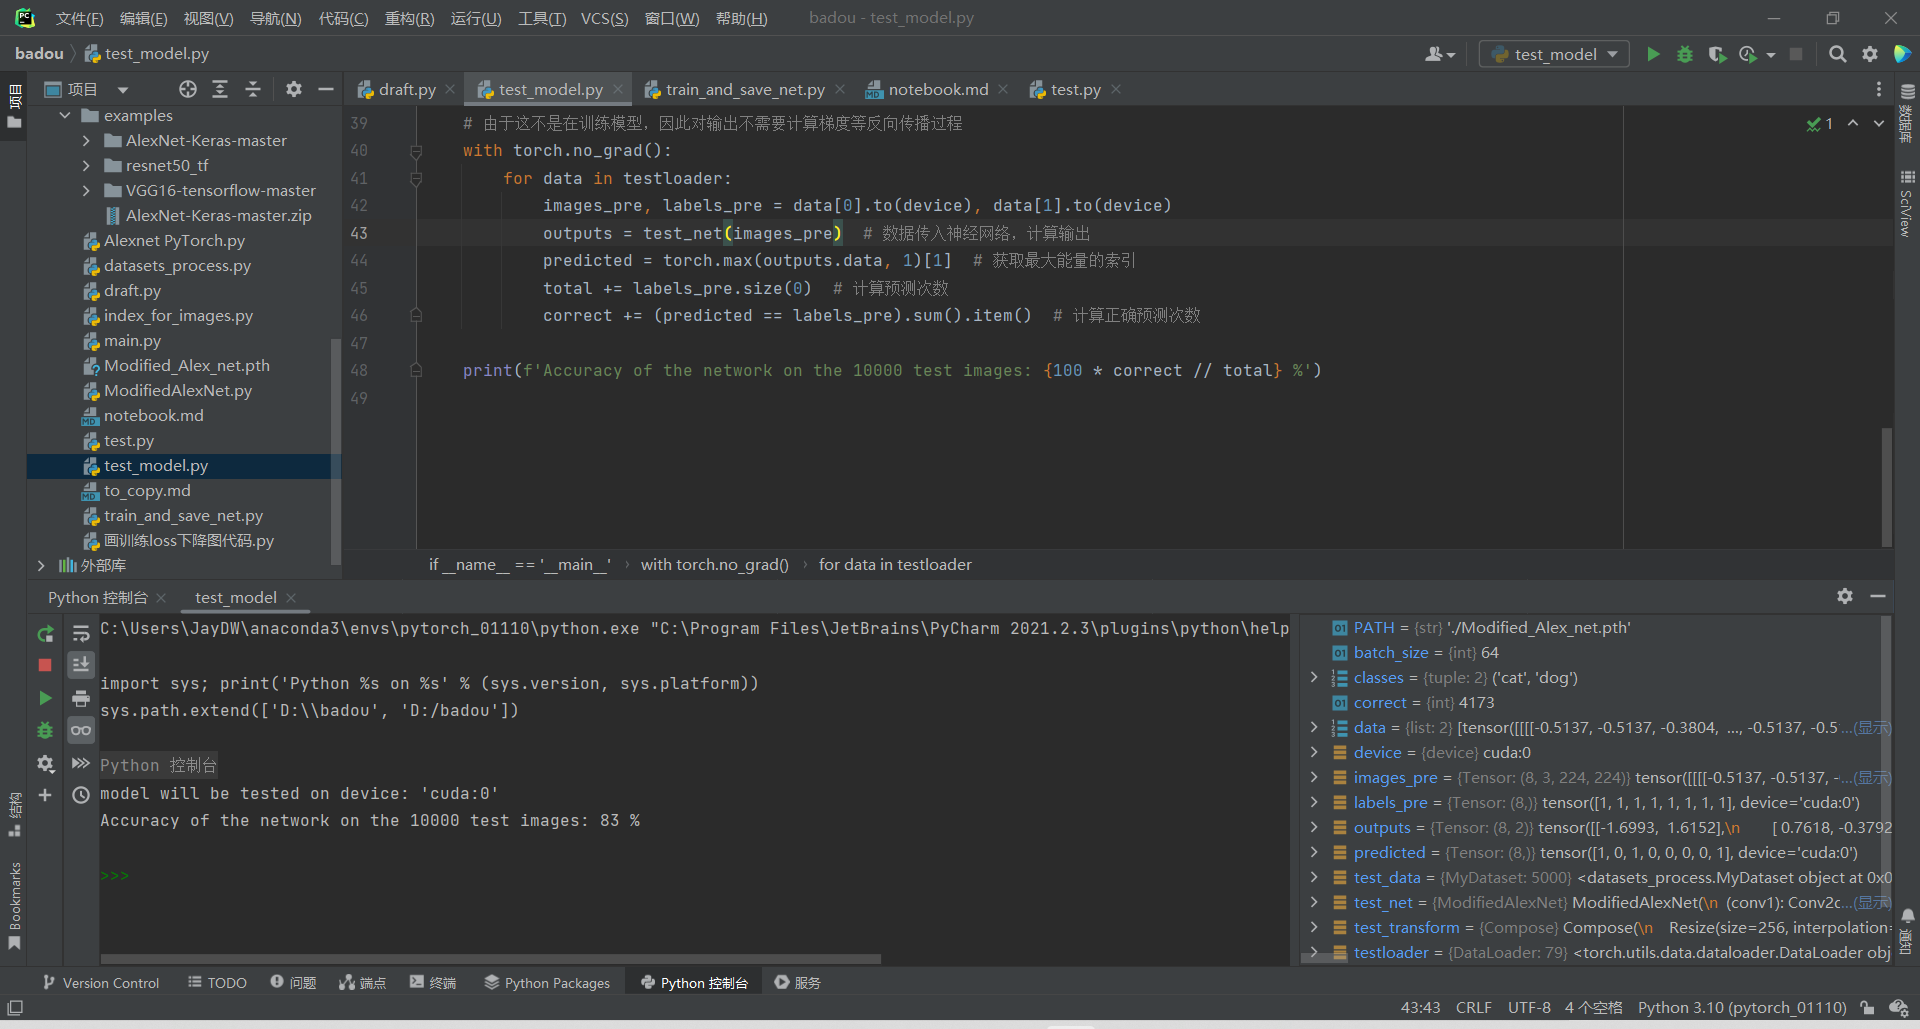 文件(F) 编辑(E) 视图(V) 导航(N) 代码(C) 重构(R) 运行(U) 工具(T) VCS(S) 窗口(W) 帮助(H) badou - test_model.py
badou test_model.py
test_model
项目
项目
draft.py test_model.py train_and_save_net.py notebook.md test.py
examples
AlexNet-Keras-master
resnet50_tf
VGG16-tensorflow-master
AlexNet-Keras-master.zip
Alexnet PyTorch.py
datasets_process.py
draft.py
index_for_images.py
main.py
Modified_Alex_net.pth
ModifiedAlexNet.py
notebook.md
test.py
test_model.py
to_copy.md
train_and_save_net.py
画训练loss下降图代码.py
外部库
39 # 由于这不是在训练模型，因此对输出不需要计算梯度等反向传播过程
40 with torch.no_grad():
41 for data in testloader:
42 images_pre, labels_pre = data[0].to(device), data[1].to(device)
43 outputs = test_net(images_pre) # 数据传入神经网络，计算输出
44 predicted = torch.max(outputs.data, 1)[1] # 获取最大能量的索引
45 total += labels_pre.size(0) # 计算预测次数
46 correct += (predicted == labels_pre).sum().item() # 计算正确预测次数
47
48 print(f'Accuracy of the network on the 10000 test images: {100 * correct // total} %')
49
1
数据库
SciView
if __name__ == '__main__' › with torch.no_grad() › for data in testloader
Python 控制台 test_model
C:\Users\JayDW\anaconda3\envs\pytorch_01110\python.exe "C:\Program Files\JetBrains\PyCharm 2021.2.3\plugins\python\help
import sys; print('Python %s on %s' % (sys.version, sys.platform))
sys.path.extend(['D:\\badou', 'D:/badou'])
Python 控制台
model will be tested on device: 'cuda:0'
Accuracy of the network on the 10000 test images: 83 %
>>>
PATH = {str} './Modified_Alex_net.pth'
batch_size = {int} 64
classes = {tuple: 2} ('cat', 'dog')
correct = {int} 4173
data = {list: 2} [tensor([[[[-0.5137, -0.5137, -0.3804, ..., -0.5137, -0.5...(显示)
device = {device} cuda:0
images_pre = {Tensor: (8, 3, 224, 224)} tensor([[[[-0.5137, -0.5137, -...(显示)
labels_pre = {Tensor: (8,)} tensor([1, 1, 1, 1, 1, 1, 1, 1], device='cuda:0')
outputs = {Tensor: (8, 2)} tensor([[-1.6993, 1.6152],\n [ 0.7618, -0.3792
predicted = {Tensor: (8,)} tensor([1, 0, 1, 0, 0, 0, 0, 1], device='cuda:0')
test_data = {MyDataset: 5000} <datasets_process.MyDataset object at 0x0
test_net = {ModifiedAlexNet} ModifiedAlexNet(\n (conv1): Conv2d...(显示)
test_transform = {Compose} Compose(\n Resize(size=256, interpolation=
testloader = {DataLoader: 79} <torch.utils.data.dataloader.DataLoader obj
结构
Bookmarks
通知
Version Control TODO 问题 端点 终端 Python Packages Python 控制台 服务
43:43 CRLF UTF-8 4 个空格 Python 3.10 (pytorch_01110)